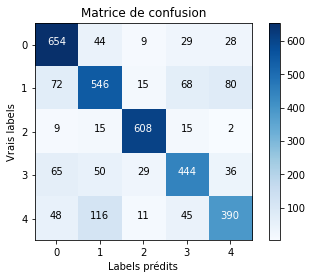 Matrice de confusion
Vrais labels
0 654 44 9 29 28
1 72 546 15 68 80
2 9 15 608 15 2
3 65 50 29 444 36
4 48 116 11 45 390
0 1 2 3 4
Labels prédits
600
500
400
300
200
100